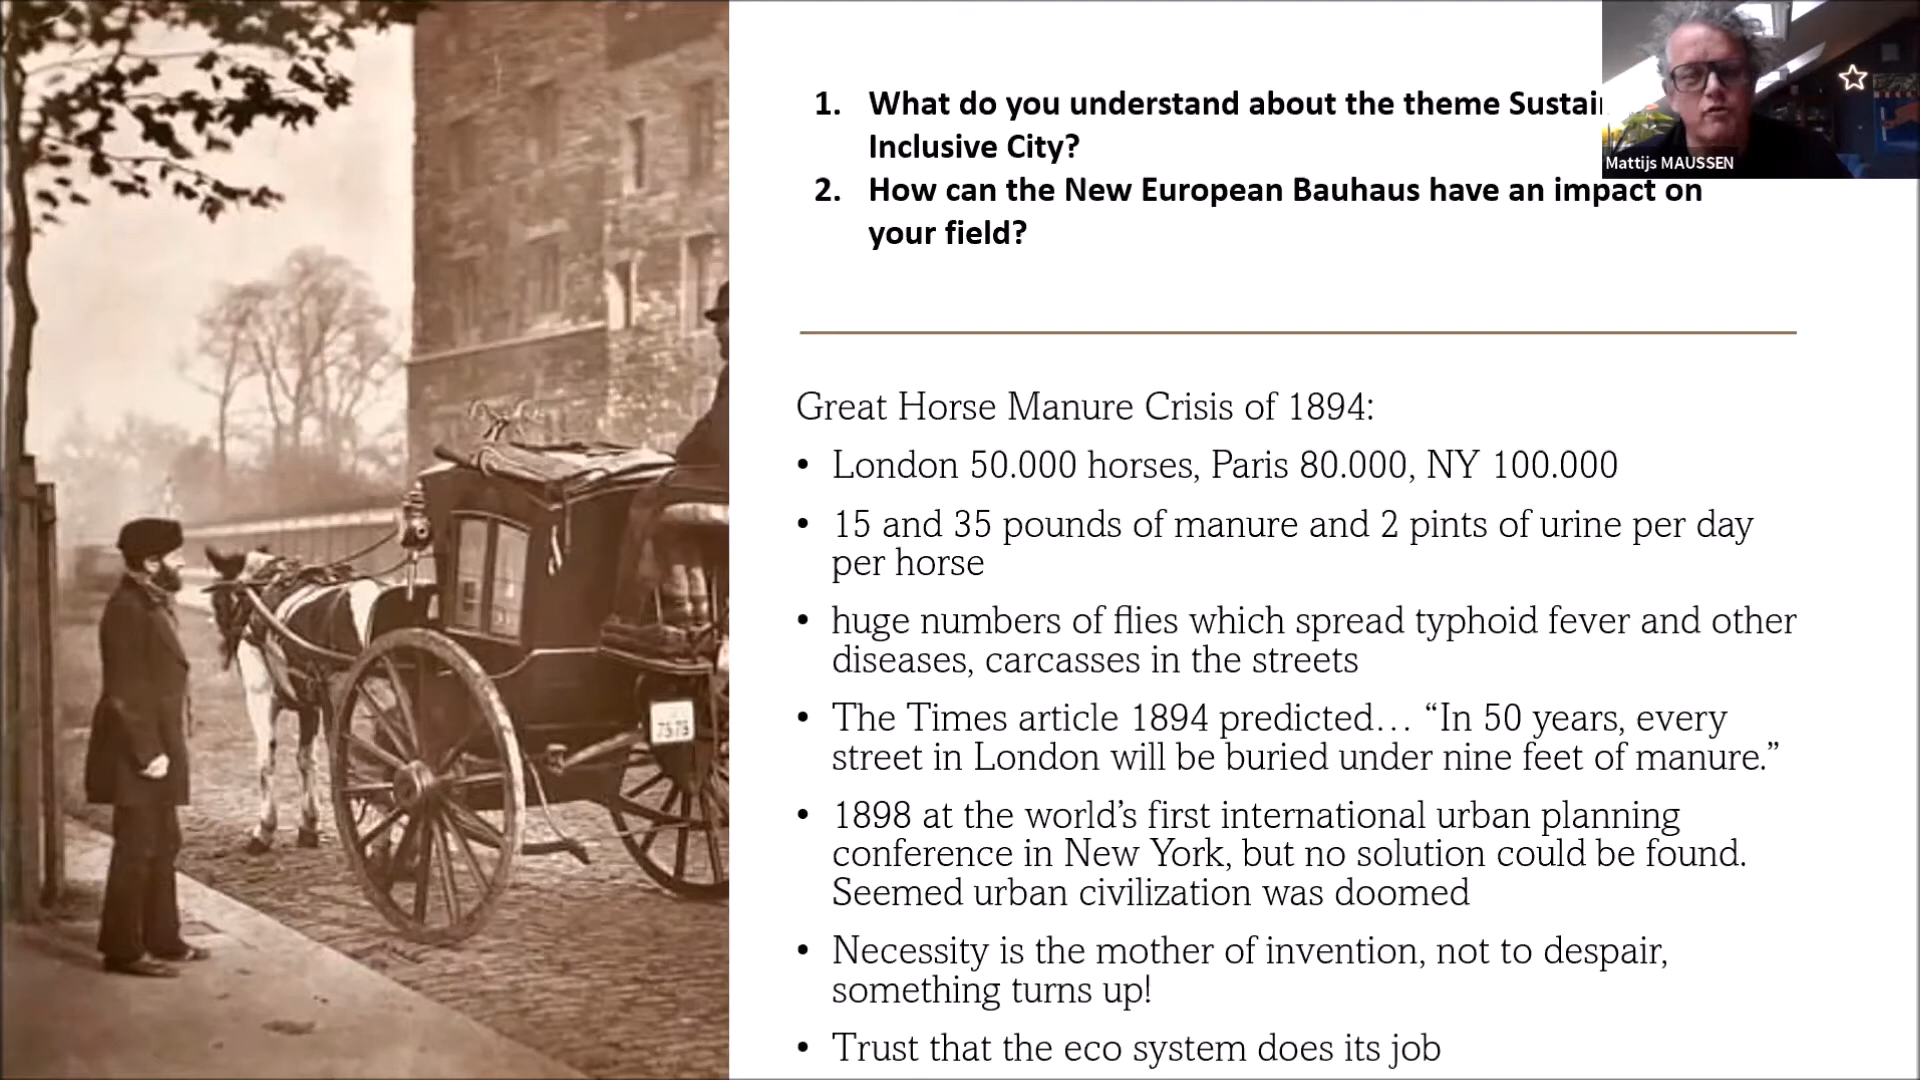 1. What do you understand about the theme
Inclusive City?
2. How can the New European Bauhaus have an impact on
your field?
Mattijs MAUSSEN
Great Horse Manure Crisis of 1894:
• London 50.000 horses, Paris 80.000, NY 100.000
• 15 and 35 pounds of manure and 2 pints of urine per day
per horse
• huge numbers of flies which spread typhoid fever and other
diseases, carcasses in the streets
• The Times article 1894 predicted… “In 50 years, every
street in London will be buried under nine feet of manure.”
• 1898 at the world’s first international urban planning
conference in New York, but no solution could be found.
Seemed urban civilization was doomed
• Necessity is the mother of invention, not to despair,
something turns up!
• Trust that the eco system does its job